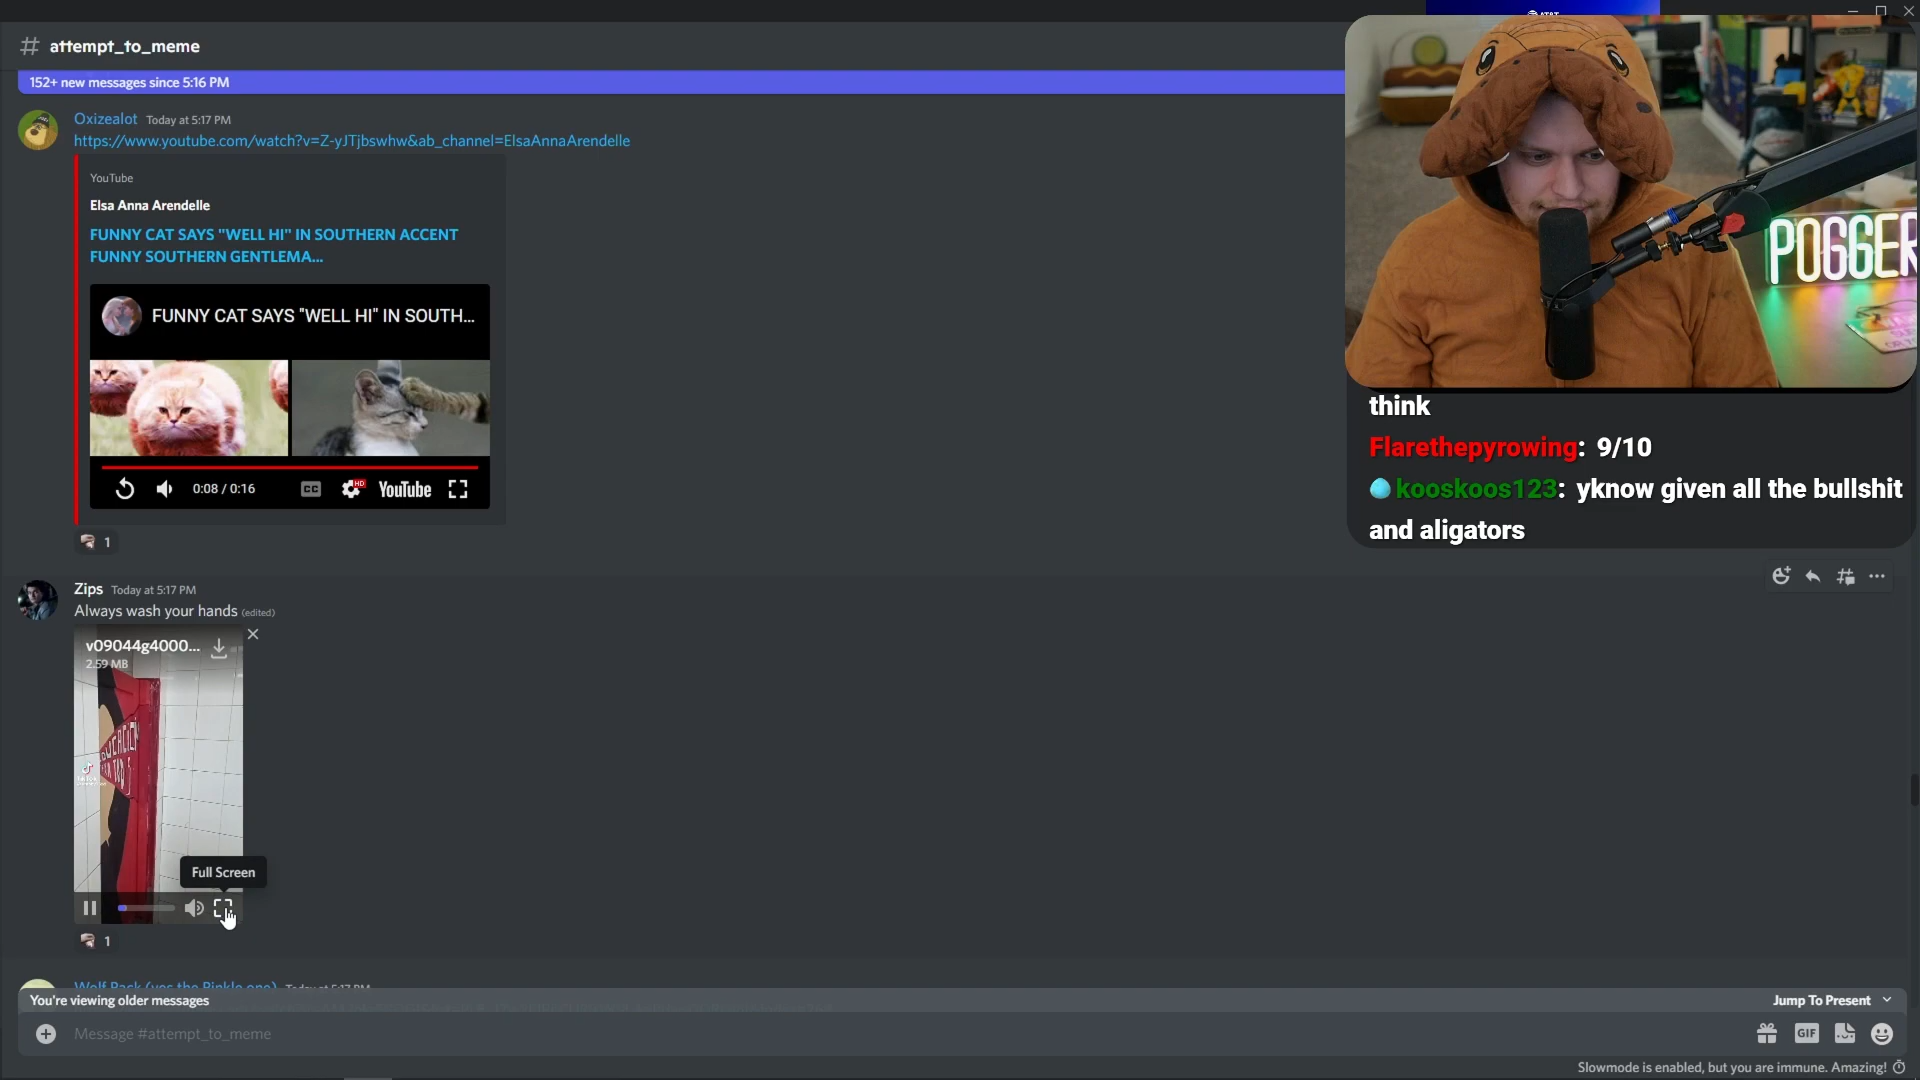 AT&T
# attempt_to_meme
152+ new messages since 5:16 PM
Oxizealot Today at 5:17 PM
https://www.youtube.com/watch?v=Z-yJTjbswhw&ab_channel=ElsaAnnaArendelle
YouTube
Elsa Anna Arendelle
FUNNY CAT SAYS "WELL HI" IN SOUTHERN ACCENT
FUNNY SOUTHERN GENTLEMA...
FUNNY CAT SAYS "WELL HI" IN SOUTH...
0:08 / 0:16 CC HD YouTube
1
Zips Today at 5:17 PM
Always wash your hands (edited)
v09044g4000...
2.59 MB
Full Screen
1
Wolf Pack (yes the Pinkle one) Today at 5:17 PM
You're viewing older messages
Jump To Present
Message #attempt_to_meme
GIF
Slowmode is enabled, but you are immune. Amazing!
POGGER
think
Flarethepyrowing: 9/10
kooskoos123: yknow given all the bullshit
and aligators